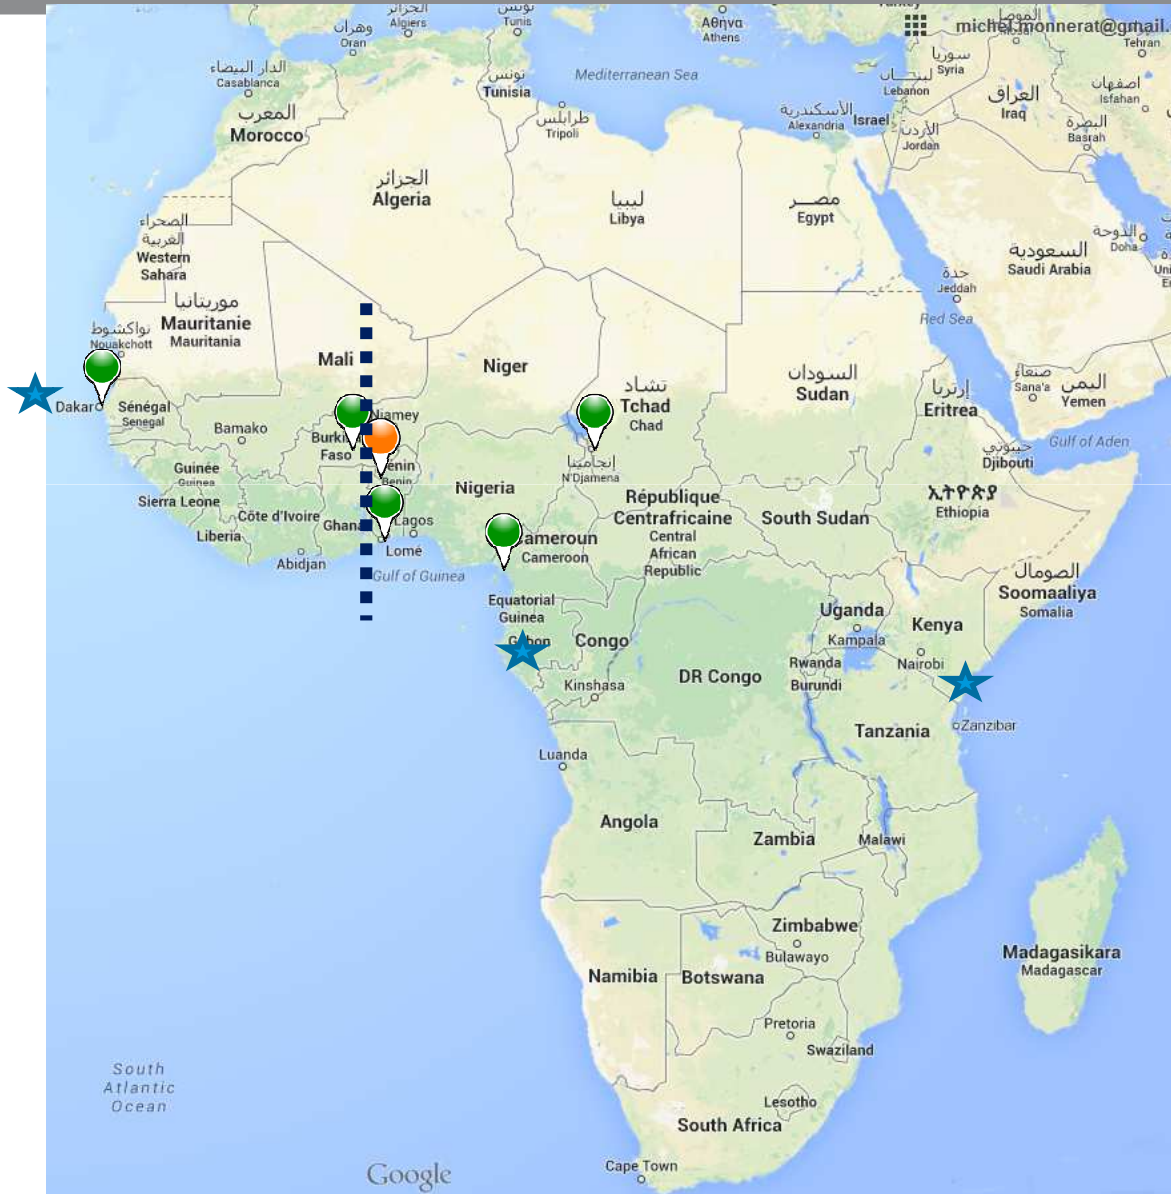 michel.monnerat@gmail.
الجزائر
Algiers
تونس
Tunis
وهران
Oran
Αθήνα
Athens
Turkey
الموصل
Mosul
Tehran
الدار البيضاء
Casablanca
تونس
Tunisia
Mediterranean Sea
سوريا
Syria
لبنان
Lebanon
العراق
Iraq
اصفهان
Isfahan
المغرب
Morocco
طرابلس
Tripoli
الأسكندرية
Alexandria
Israel
الأردن
Jordan
البصرة
Basrah
الجزائر
Algeria
ليبيا
Libya
مصر
Egypt
الصحراء
الغربية
Western
Sahara
السعودية
Saudi Arabia
الدوحة
Doha
جدة
Jeddah
موريتانيا
Mauritanie
Mauritania
نواكشوط
Nouakchott
Red Sea
Mali
Niger
تشاد
Tchad
Chad
السودان
Sudan
إرتريا
Eritrea
صنعاء
Sana'a
اليمن
Yemen
Dakar
Sénégal
Senegal
Bamako
Niamey
Burkina
Faso
Benin
Benin
إنجامينا
N'Djamena
جيبوتي
Djibouti
Gulf of Aden
Guinée
Guinea
Nigeria
République
Centrafricaine
Central
African
Republic
ኢትዮጵያ
Ethiopia
Sierra Leone
Côte d'Ivoire
Ghana
Lagos
South Sudan
Liberia
Abidjan
Lomé
Cameroun
Cameroon
Gulf of Guinea
الصومال
Soomaaliya
Somalia
Equatorial
Guinea
Gabon
Congo
Uganda
Kampala
Kenya
Nairobi
DR Congo
Rwanda
Burundi
Kinshasa
Tanzania
Zanzibar
Luanda
Angola
Zambia
Malawi
Zimbabwe
Bulawayo
Madagasikara
Madagascar
Namibia
Botswana
Pretoria
Swaziland
South
Atlantic
Ocean
Lesotho
South Africa
Cape Town
Google